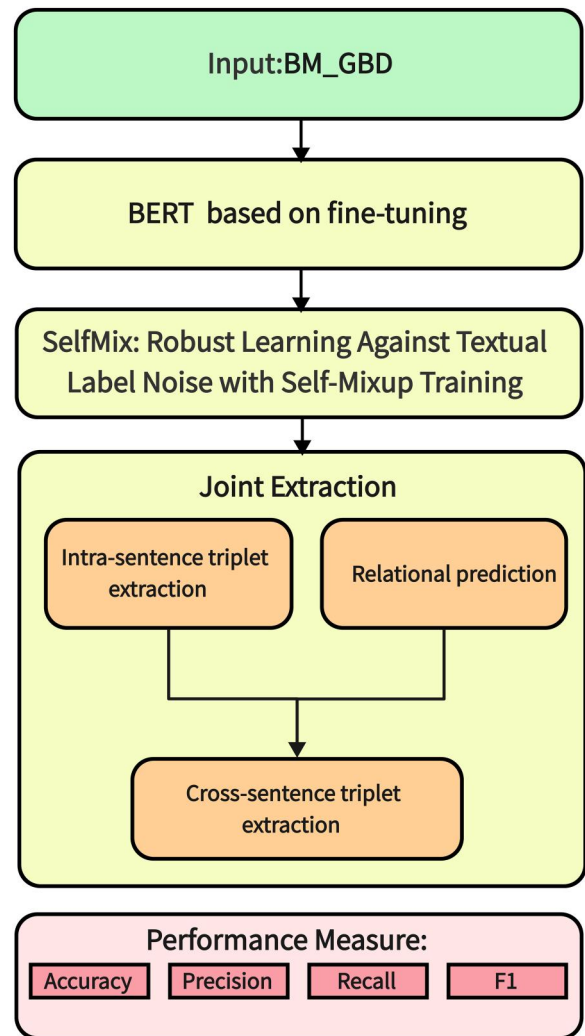 Input:BM_GBD
BERT based on fine-tuning
SelfMix: Robust Learning Against Textual
Label Noise with Self-Mixup Training
Joint Extraction
Intra-sentence triplet
extraction
Relational prediction
Cross-sentence triplet
extraction
Performance Measure:
Accuracy
Precision
Recall
F1